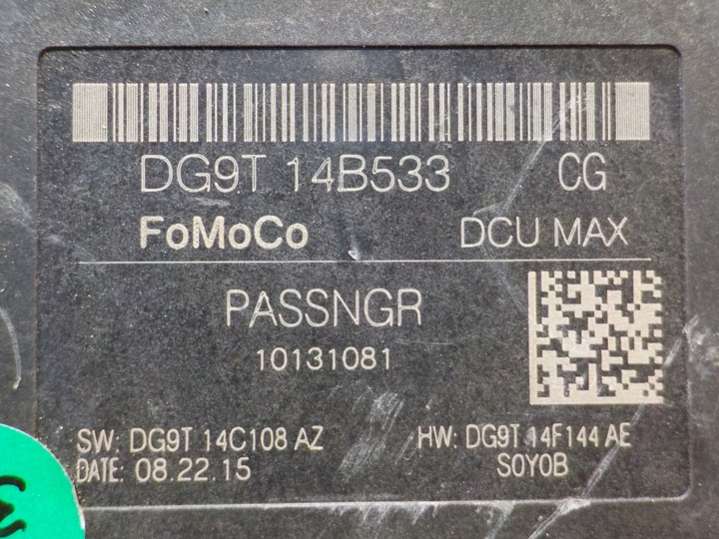 DG9T 14B533 CG
FoMoCo DCU MAX
PASSNGR
10131081
SW: DG9T 14C108 AZ HW: DG9T 14F144 AE
DATE: 08.22.15 S0Y0B